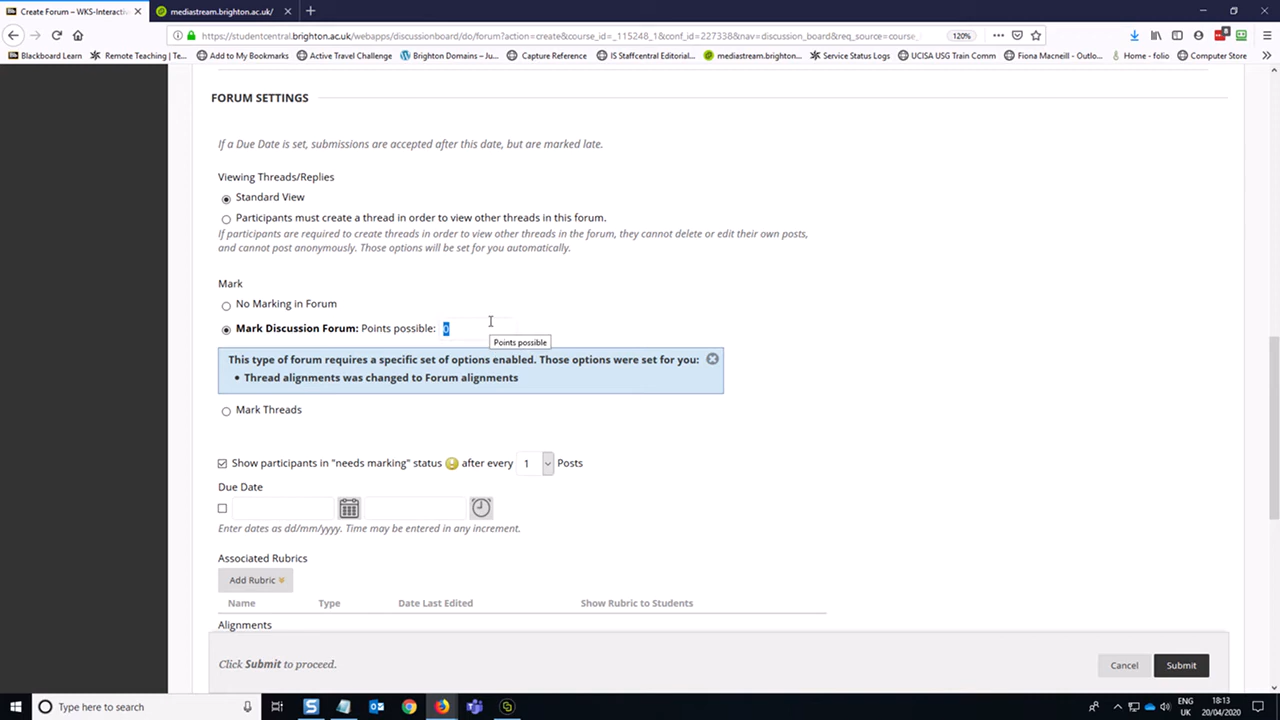 Create Forum – WKS-Interactiv
mediastream.brighton.ac.uk/
https://studentcentral.brighton.ac.uk/webapps/discussionboard/do/forum?action=create&course_id=_115248_1&conf_id=227338&nav=discussion_board&req_source=course_
120%
Blackboard Learn
Remote Teaching | Te...
Add to My Bookmarks
Active Travel Challenge
Brighton Domains – Ju...
Capture Reference
IS Staffcentral Editorial...
mediastream.brighton...
Service Status Logs
UCISA USG Train Comm
Fiona Macneill - Outlo...
Home - folio
Computer Store
FORUM SETTINGS
If a Due Date is set, submissions are accepted after this date, but are marked late.
Viewing Threads/Replies
Standard View
Participants must create a thread in order to view other threads in this forum.
If participants are required to create threads in order to view other threads in the forum, they cannot delete or edit their own posts,
and cannot post anonymously. Those options will be set for you automatically.
Mark
No Marking in Forum
Mark Discussion Forum: Points possible: 0
Points possible
This type of forum requires a specific set of options enabled. Those options were set for you:
• Thread alignments was changed to Forum alignments
Mark Threads
Show participants in "needs marking" status after every 1 Posts
Due Date
Enter dates as dd/mm/yyyy. Time may be entered in any increment.
Associated Rubrics
Add Rubric
Name Type Date Last Edited Show Rubric to Students
Alignments
Click Submit to proceed.
Cancel
Submit
Type here to search
ENG
UK
18:13
20/04/2020